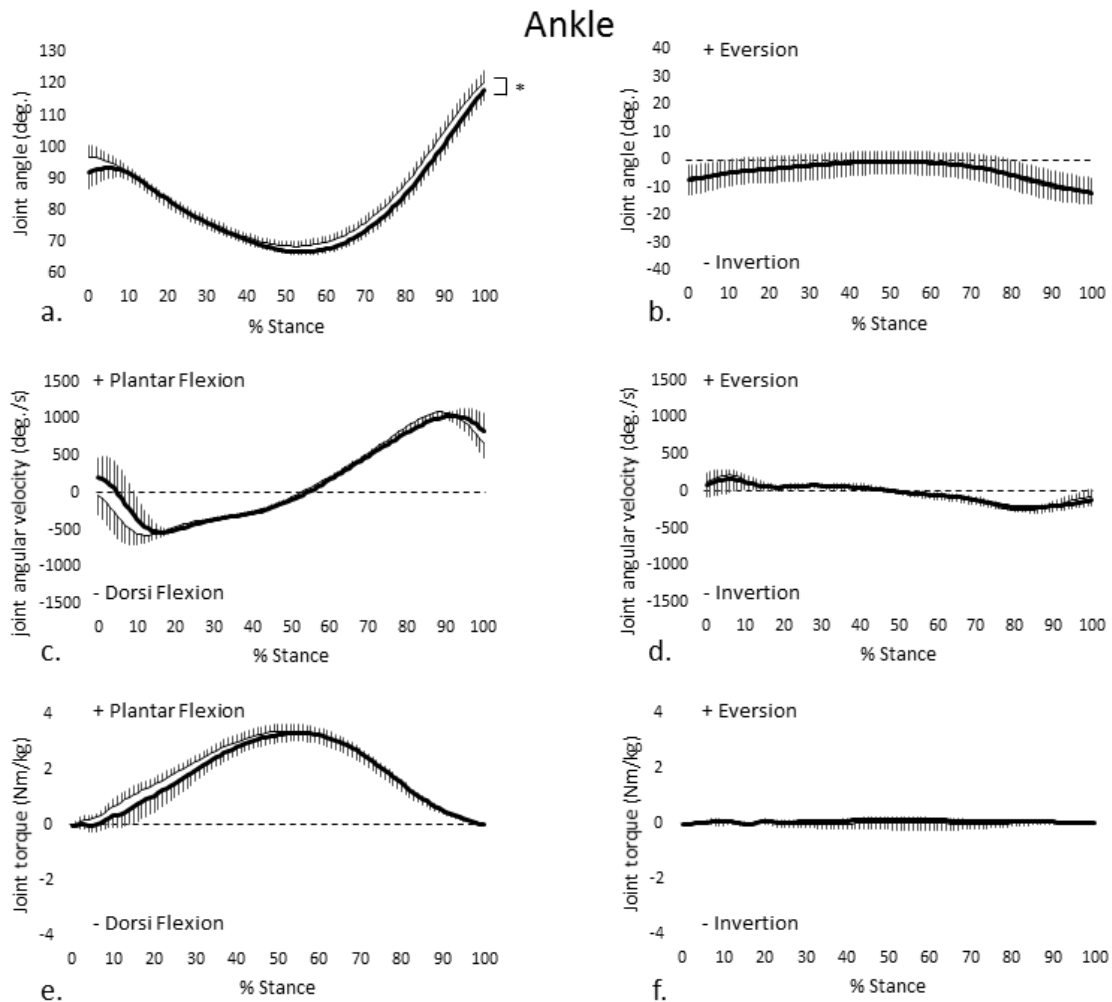 Ankle
Joint angle (deg.)
130
120
110
100
90
80
70
60
*
0 10 20 30 40 50 60 70 80 90 100
% Stance
a.
Joint angle (deg.)
40
30
20
10
0
-10
-20
-30
-40
+ Eversion
- Invertion
0 10 20 30 40 50 60 70 80 90 100
% Stance
b.
joint angular velocity (deg./s)
1500
1000
500
0
-500
-1000
-1500
+ Plantar Flexion
- Dorsi Flexion
0 10 20 30 40 50 60 70 80 90 100
% Stance
c.
Joint angular velocity (deg./s)
1500
1000
500
0
-500
-1000
-1500
+ Eversion
- Invertion
0 10 20 30 40 50 60 70 80 90 100
% Stance
d.
Joint torque (Nm/kg)
4
2
0
-2
-4
+ Plantar Flexion
- Dorsi Flexion
0 10 20 30 40 50 60 70 80 90 100
% Stance
e.
Joint torque (Nm/kg)
4
2
0
-2
-4
+ Eversion
- Invertion
0 10 20 30 40 50 60 70 80 90 100
% Stance
f.